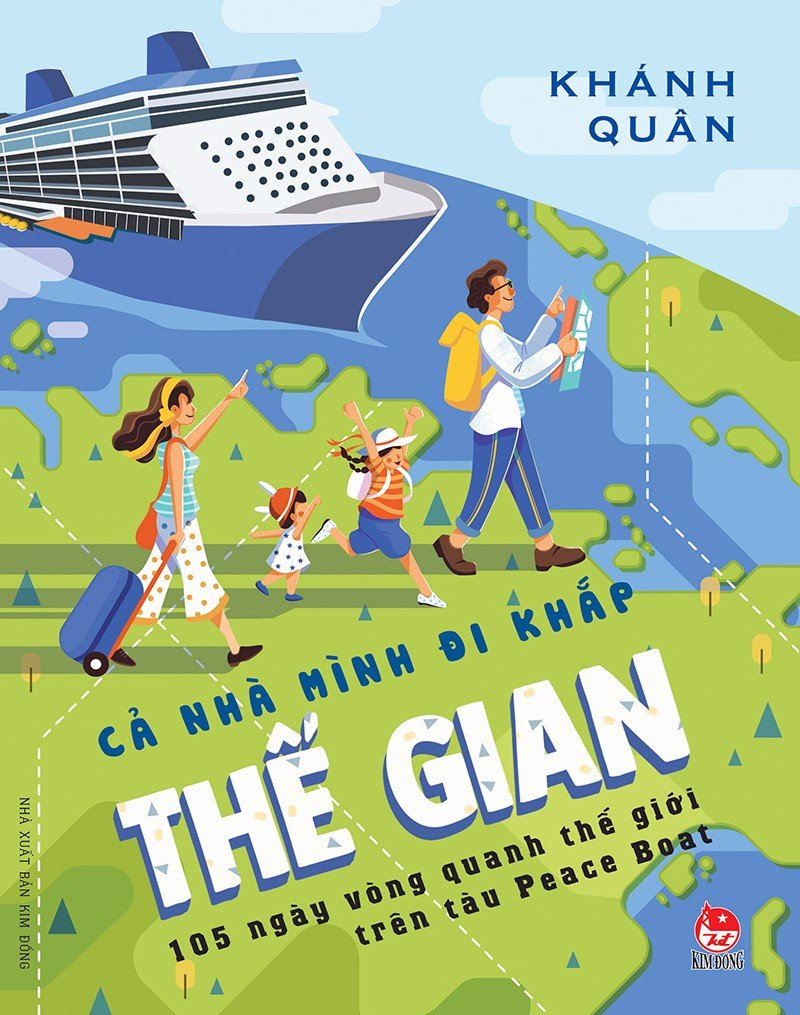 KHÁNH
QUÂN
CẢ NHÀ MÌNH ĐI KHẮP
THẾ GIAN
105 ngày vòng quanh thế giới
trên tàu Peace Boat
NHÀ XUẤT BẢN KIM ĐỒNG
KIM ĐỒNG